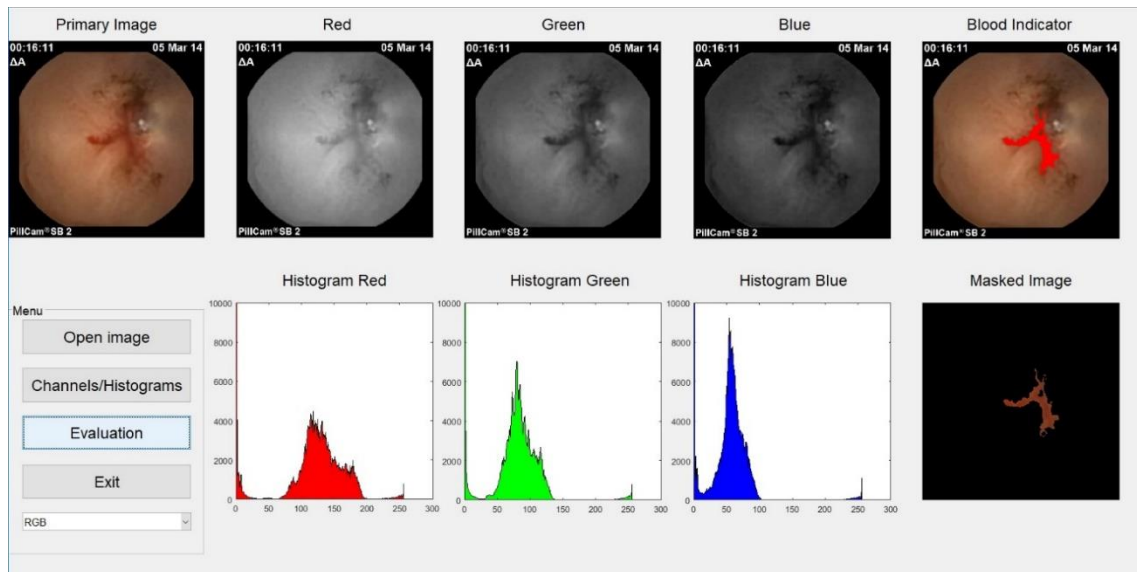 Primary Image
Red
Green
Blue
Blood Indicator
00:16:11 05 Mar 14
ΔA
PillCam®SB 2
00:16:11 05 Mar 14
ΔA
PillCam®SB 2
00:16:11 05 Mar 14
ΔA
PillCam®SB 2
00:16:11 05 Mar 14
ΔA
PillCam®SB 2
00:16:11 05 Mar 14
ΔA
PillCam®SB 2
Menu
Open image
Channels/Histograms
Evaluation
Exit
RGB
Histogram Red
10000
8000
6000
4000
2000
0
0 50 100 150 200 250 300
Histogram Green
10000
8000
6000
4000
2000
0
0 50 100 150 200 250 300
Histogram Blue
10000
8000
6000
4000
2000
0
0 50 100 150 200 250 300
Masked Image